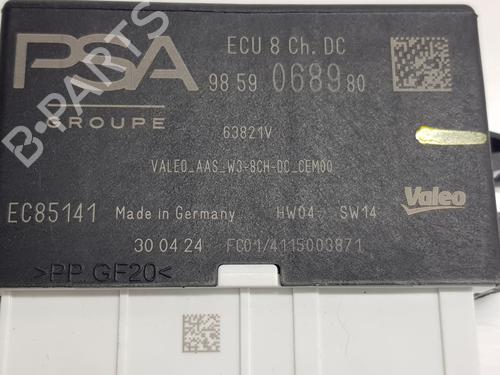 PSA
GROUPE
ECU 8 Ch. DC
98 59 0689 80
63821V
VALEO_AAS_W3-8CH-DC_CEM00
EC85141 Made in Germany HW04 SW14
Valeo
30 04 24 FC01/4115003871
>PP GF20<
B-PARTS